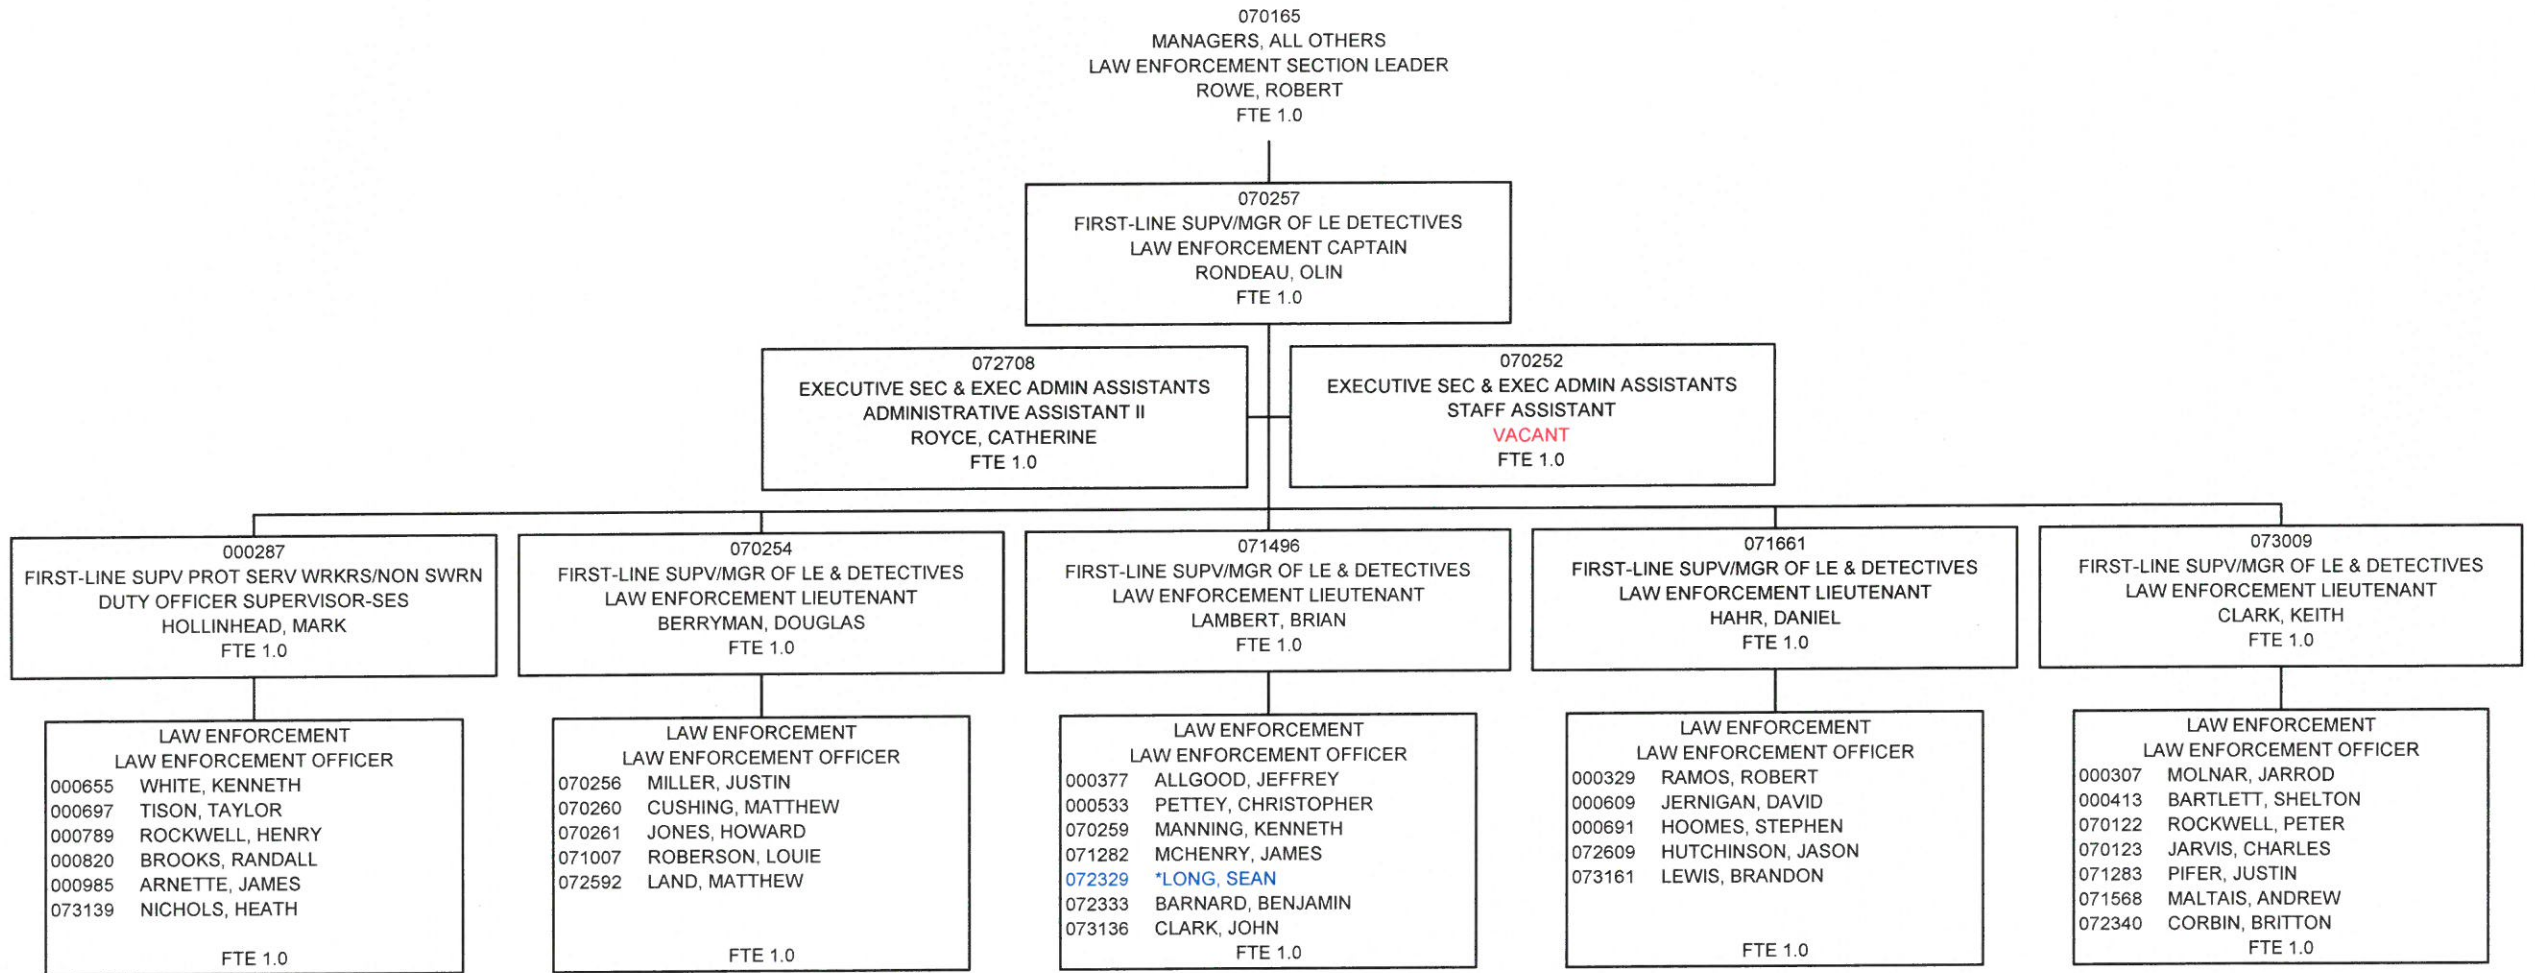 070165
MANAGERS, ALL OTHERS
LAW ENFORCEMENT SECTION LEADER
ROWE, ROBERT
FTE 1.0
070257
FIRST-LINE SUPV/MGR OF LE DETECTIVES
LAW ENFORCEMENT CAPTAIN
RONDEAU, OLIN
FTE 1.0
072708
EXECUTIVE SEC & EXEC ADMIN ASSISTANTS
ADMINISTRATIVE ASSISTANT II
ROYCE, CATHERINE
FTE 1.0
070252
EXECUTIVE SEC & EXEC ADMIN ASSISTANTS
STAFF ASSISTANT
VACANT
FTE 1.0
000287
FIRST-LINE SUPV PROT SERV WRKRS/NON SWRN
DUTY OFFICER SUPERVISOR-SES
HOLLINHEAD, MARK
FTE 1.0
070254
FIRST-LINE SUPV/MGR OF LE & DETECTIVES
LAW ENFORCEMENT LIEUTENANT
BERRYMAN, DOUGLAS
FTE 1.0
071496
FIRST-LINE SUPV/MGR OF LE & DETECTIVES
LAW ENFORCEMENT LIEUTENANT
LAMBERT, BRIAN
FTE 1.0
071661
FIRST-LINE SUPV/MGR OF LE & DETECTIVES
LAW ENFORCEMENT LIEUTENANT
HAHR, DANIEL
FTE 1.0
073009
FIRST-LINE SUPV/MGR OF LE & DETECTIVES
LAW ENFORCEMENT LIEUTENANT
CLARK, KEITH
FTE 1.0
LAW ENFORCEMENT
LAW ENFORCEMENT OFFICER
000655 WHITE, KENNETH
000697 TISON, TAYLOR
000789 ROCKWELL, HENRY
000820 BROOKS, RANDALL
000985 ARNETTE, JAMES
073139 NICHOLS, HEATH
FTE 1.0
LAW ENFORCEMENT
LAW ENFORCEMENT OFFICER
070256 MILLER, JUSTIN
070260 CUSHING, MATTHEW
070261 JONES, HOWARD
071007 ROBERSON, LOUIE
072592 LAND, MATTHEW
FTE 1.0
LAW ENFORCEMENT
LAW ENFORCEMENT OFFICER
000377 ALLGOOD, JEFFREY
000533 PETTEY, CHRISTOPHER
070259 MANNING, KENNETH
071282 MCHENRY, JAMES
072329 *LONG, SEAN
072333 BARNARD, BENJAMIN
073136 CLARK, JOHN
FTE 1.0
LAW ENFORCEMENT
LAW ENFORCEMENT OFFICER
000329 RAMOS, ROBERT
000609 JERNIGAN, DAVID
000691 HOOMES, STEPHEN
072609 HUTCHINSON, JASON
073161 LEWIS, BRANDON
FTE 1.0
LAW ENFORCEMENT
LAW ENFORCEMENT OFFICER
000307 MOLNAR, JARROD
000413 BARTLETT, SHELTON
070122 ROCKWELL, PETER
070123 JARVIS, CHARLES
071283 PIFER, JUSTIN
071568 MALTAIS, ANDREW
072340 CORBIN, BRITTON
FTE 1.0